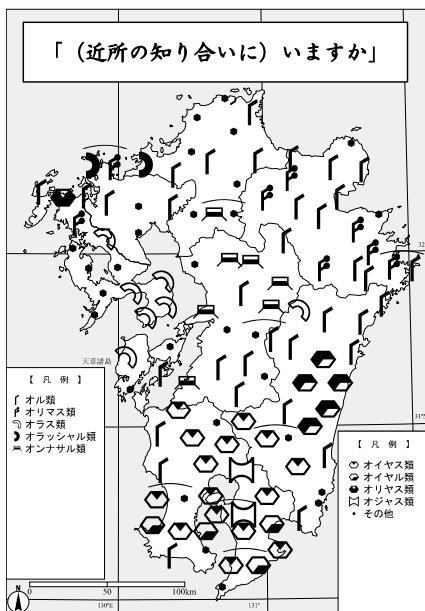 「（近所の知り合いに）いますか」
32
天草諸島
【 凡 例 】
オル類
オリマス類
オラス類
オラッシャル類
オンナサル類
31°N
【 凡 例 】
オイヤス類
オイヤル類
オリヤス類
オジャス類
その他
N
0 50 100km
130°E 131°